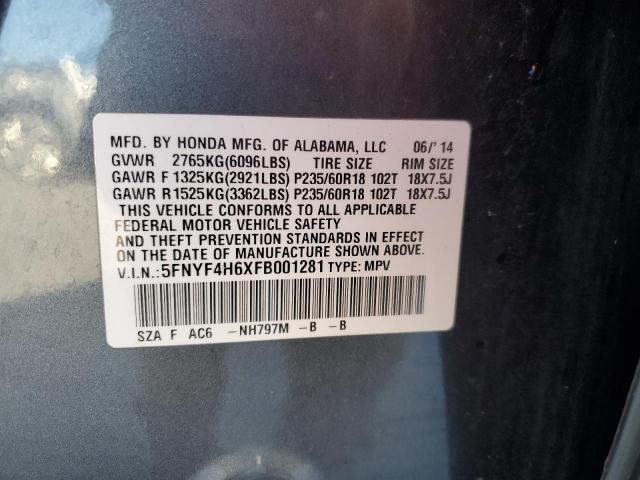 MFD. BY HONDA MFG. OF ALABAMA, LLC 06/'14
GVWR 2765KG(6096LBS) TIRE SIZE RIM SIZE
GAWR F 1325KG(2921LBS) P235/60R18 102T 18X7.5J
GAWR R1525KG(3362LBS) P235/60R18 102T 18X7.5J
THIS VEHICLE CONFORMS TO ALL APPLICABLE
FEDERAL MOTOR VEHICLE SAFETY
AND THEFT PREVENTION STANDARDS IN EFFECT ON
THE DATE OF MANUFACTURE SHOWN ABOVE.
V.I.N.:5FNYF4H6XFB001281 TYPE: MPV
SZA F AC6 -NH797M -B -B